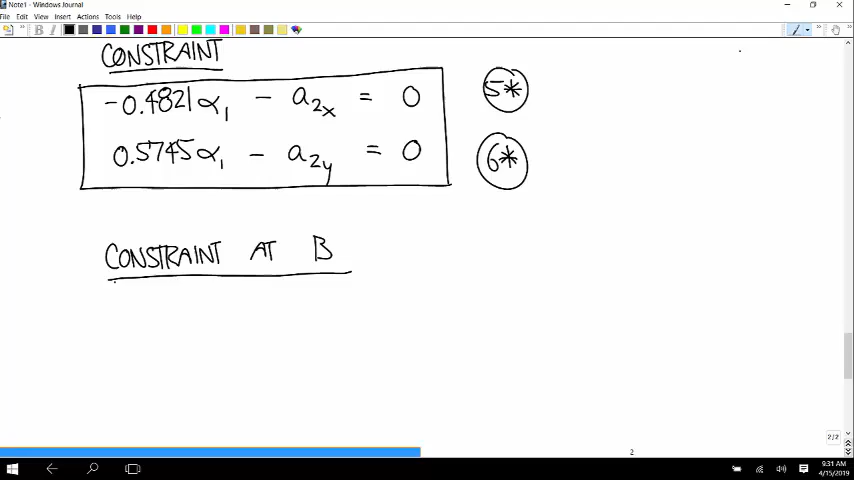 Note1 - Windows Journal
File Edit View Insert Actions Tools Help
B
CONSTRAINT
-0.4821α₁ - a₂ₓ = 0 5*
0.5745α₁ - a₂y = 0 6*
CONSTRAINT AT B
2/2
2
9:31 AM
4/15/2019